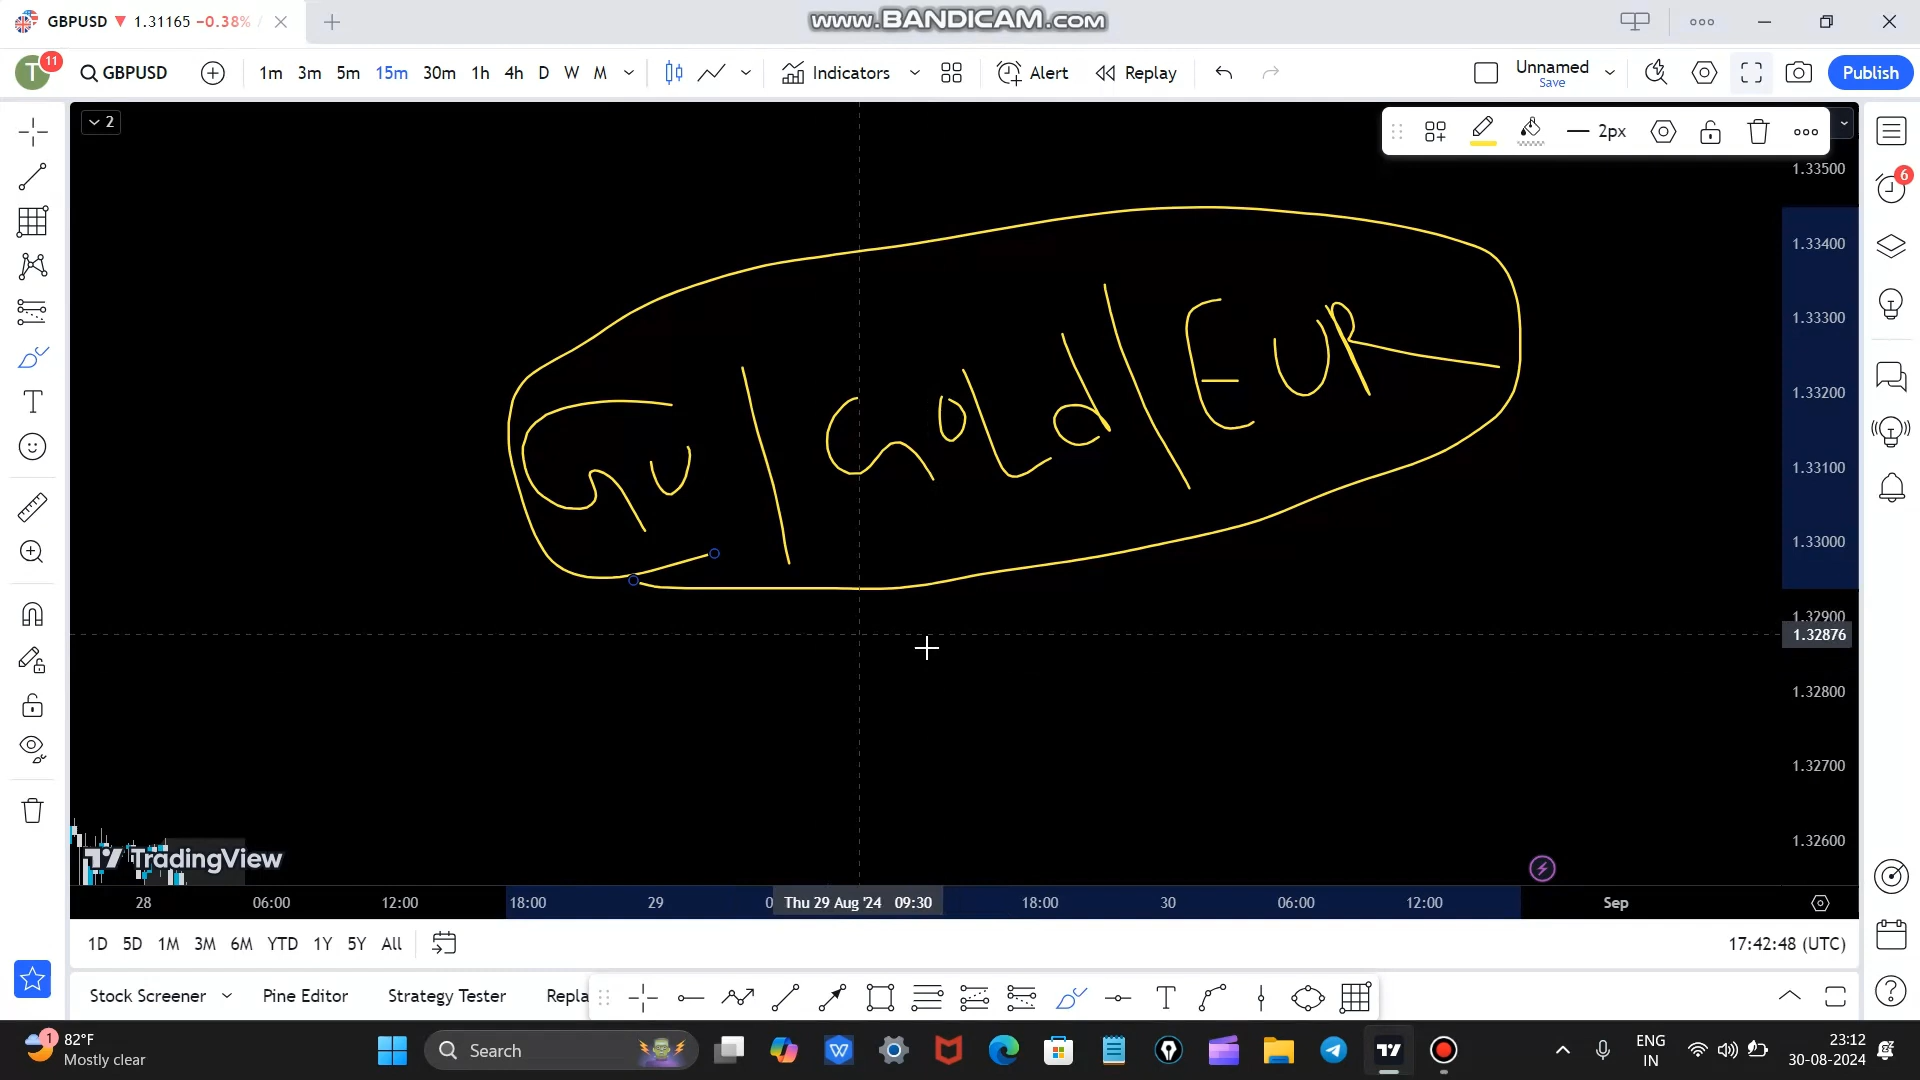 GBPUSD ▼ 1.31165 −0.38% /
www.BANDICAM.com
T 11 GBPUSD 1m 3m 5m 15m 30m 1h 4h D W M Indicators Alert Replay Unnamed Save Publish
2
2px
GU / GOLd / EUR
1.33500
1.33400
1.33300
1.33200
1.33100
1.33000
1.32900
1.32876
1.32800
1.32700
1.32600
6
TradingView
28 06:00 12:00 18:00 29 0 Thu 29 Aug '24 09:30 18:00 30 06:00 12:00 Sep
1D 5D 1M 3M 6M YTD 1Y 5Y All 17:42:48 (UTC)
Stock Screener Pine Editor Strategy Tester Repla
1 82°F
Mostly clear
Search
ENG
IN
23:12
30-08-2024